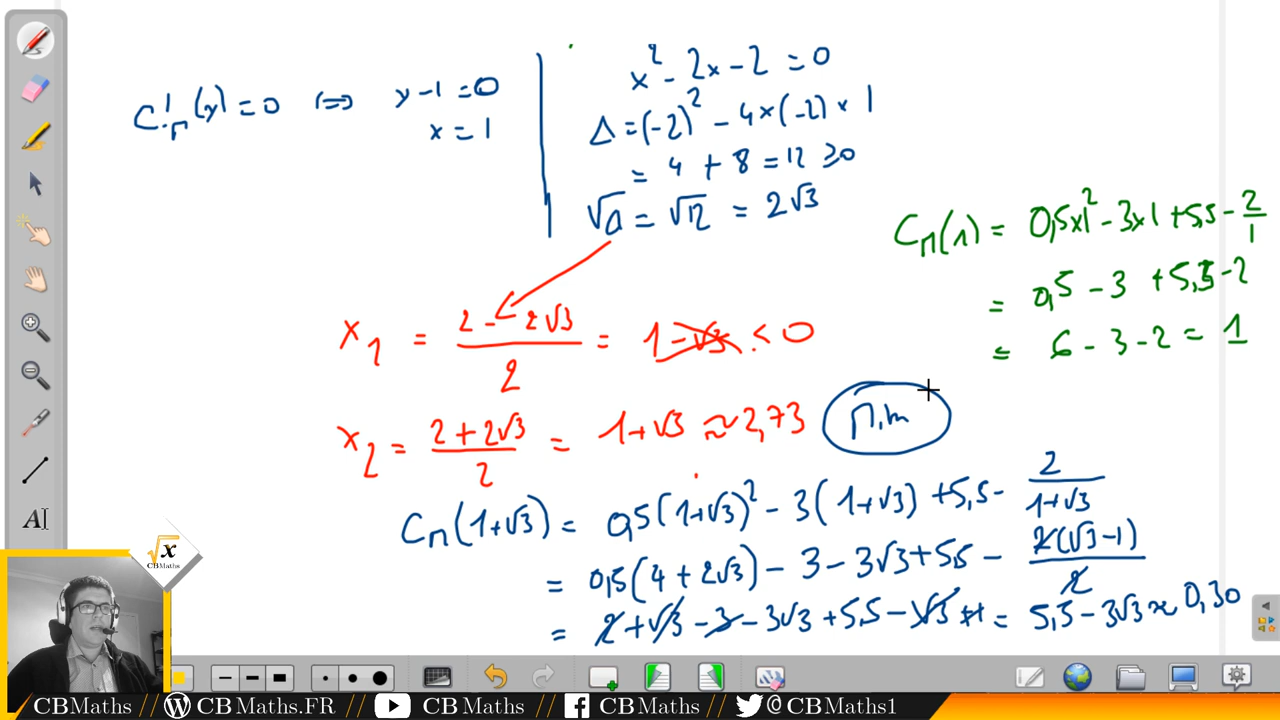 C'm(x) = 0 ⟺ x - 1 = 0
x = 1
x² - 2x - 2 = 0
Δ = (-2)² - 4×(-2)×1
= 4 + 8 = 12 ≥ 0
√Δ = √12 = 2√3
Cm(1) = 0,5×1² - 3×1 + 5,5 - 2/1
= 0,5 - 3 + 5,5 - 2
= 6 - 3 - 2 = 1
x₁ = (2 - 2√3)/2 = 1 - √3 < 0
x₂ = (2 + 2√3)/2 = 1 + √3 ≈ 2,73
m.m
Cm(1+√3) = 0,5(1+√3)² - 3(1+√3) + 5,5 - 2/(1+√3)
= 0,5(4 + 2√3) - 3 - 3√3 + 5,5 - 2(√3 - 1)/2
= 2 + √3 - 3 - 3√3 + 5,5 - √3 + 1 = 5,5 - 3√3 ≈ 0,30
AI
√x
CBMaths
CBMaths CBMaths.FR CBMaths CBMaths @CBMaths1